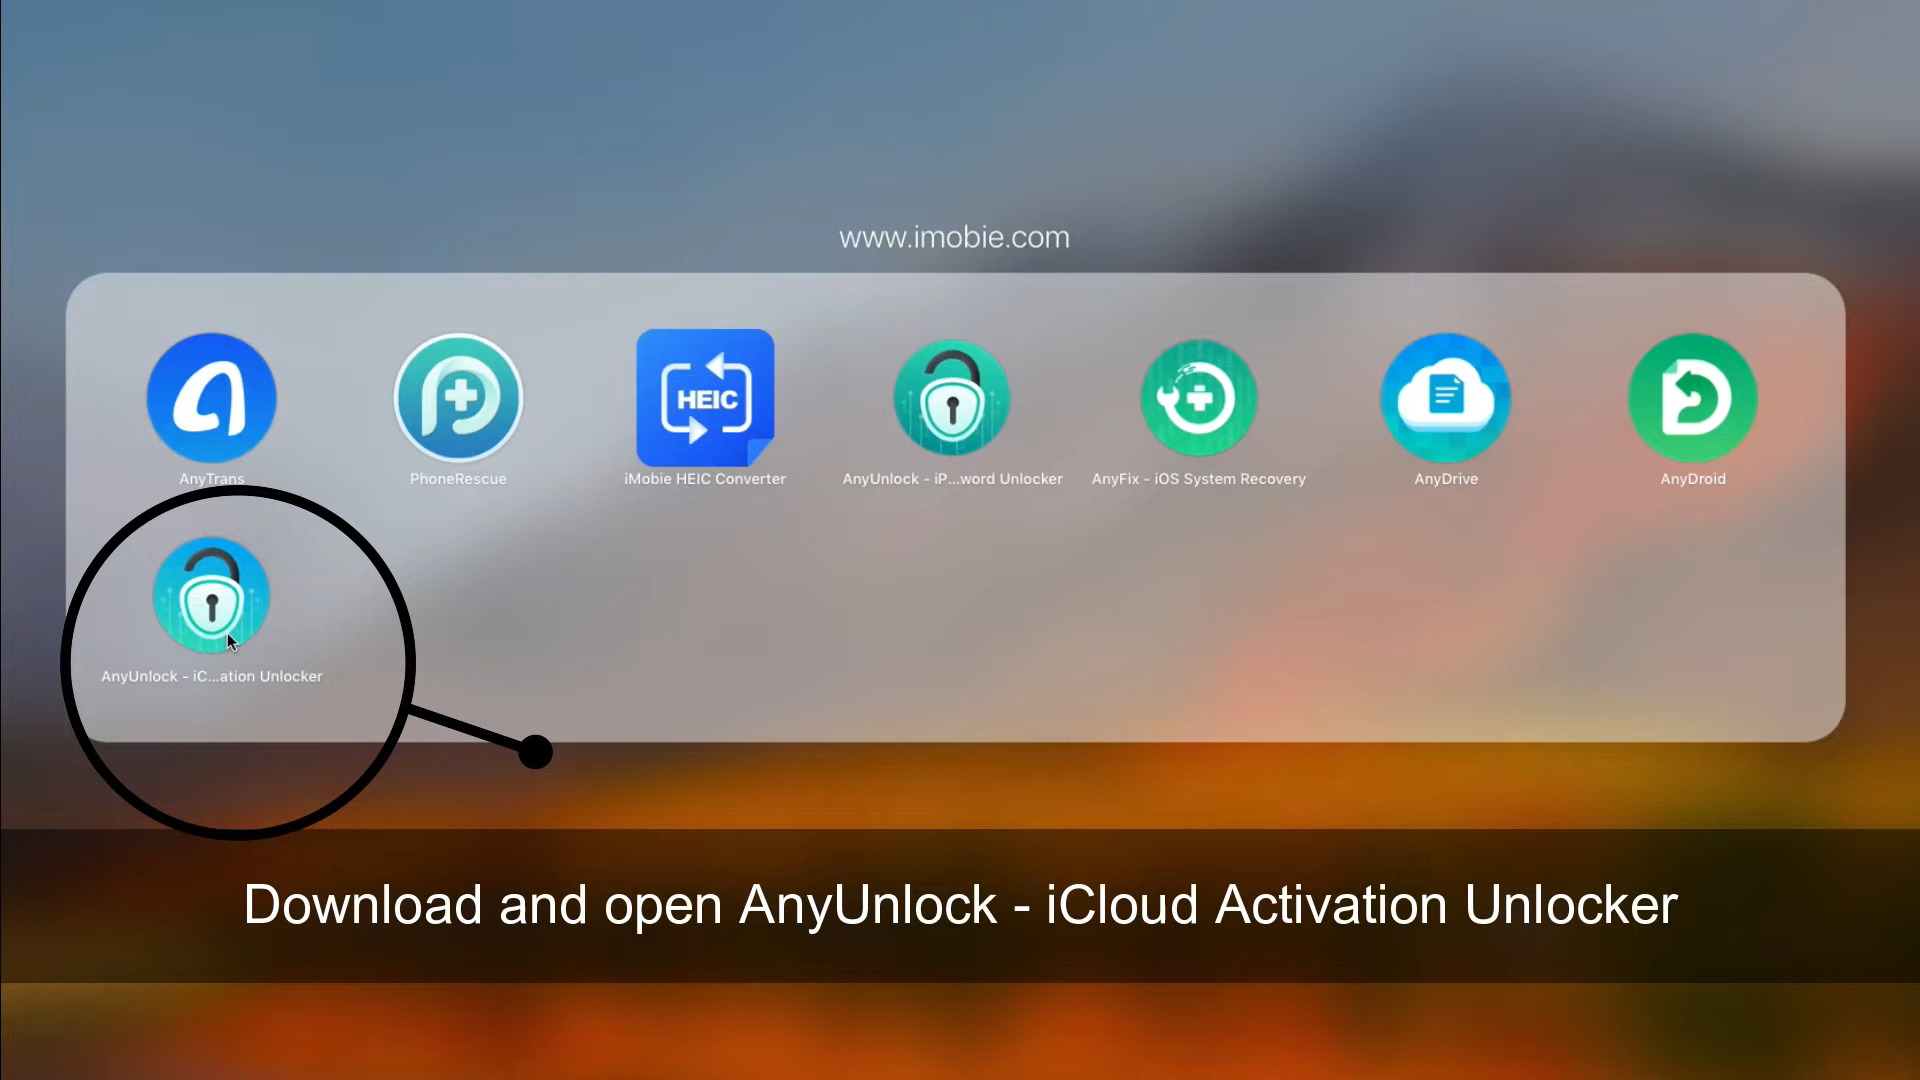 www.imobie.com
HEIC
AnyTrans
PhoneRescue
iMobie HEIC Converter
AnyUnlock - iP...word Unlocker
AnyFix - iOS System Recovery
AnyDrive
AnyDroid
AnyUnlock - iC...ation Unlocker
Download and open AnyUnlock - iCloud Activation Unlocker